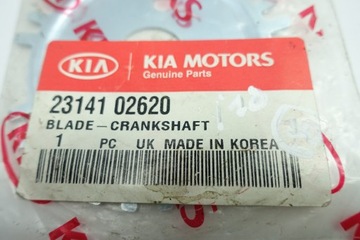 KIA
KIA MOTORS
Genuine Parts
23141 02620
BLADE-CRANKSHAFT
1 PC UK MADE IN KOREA